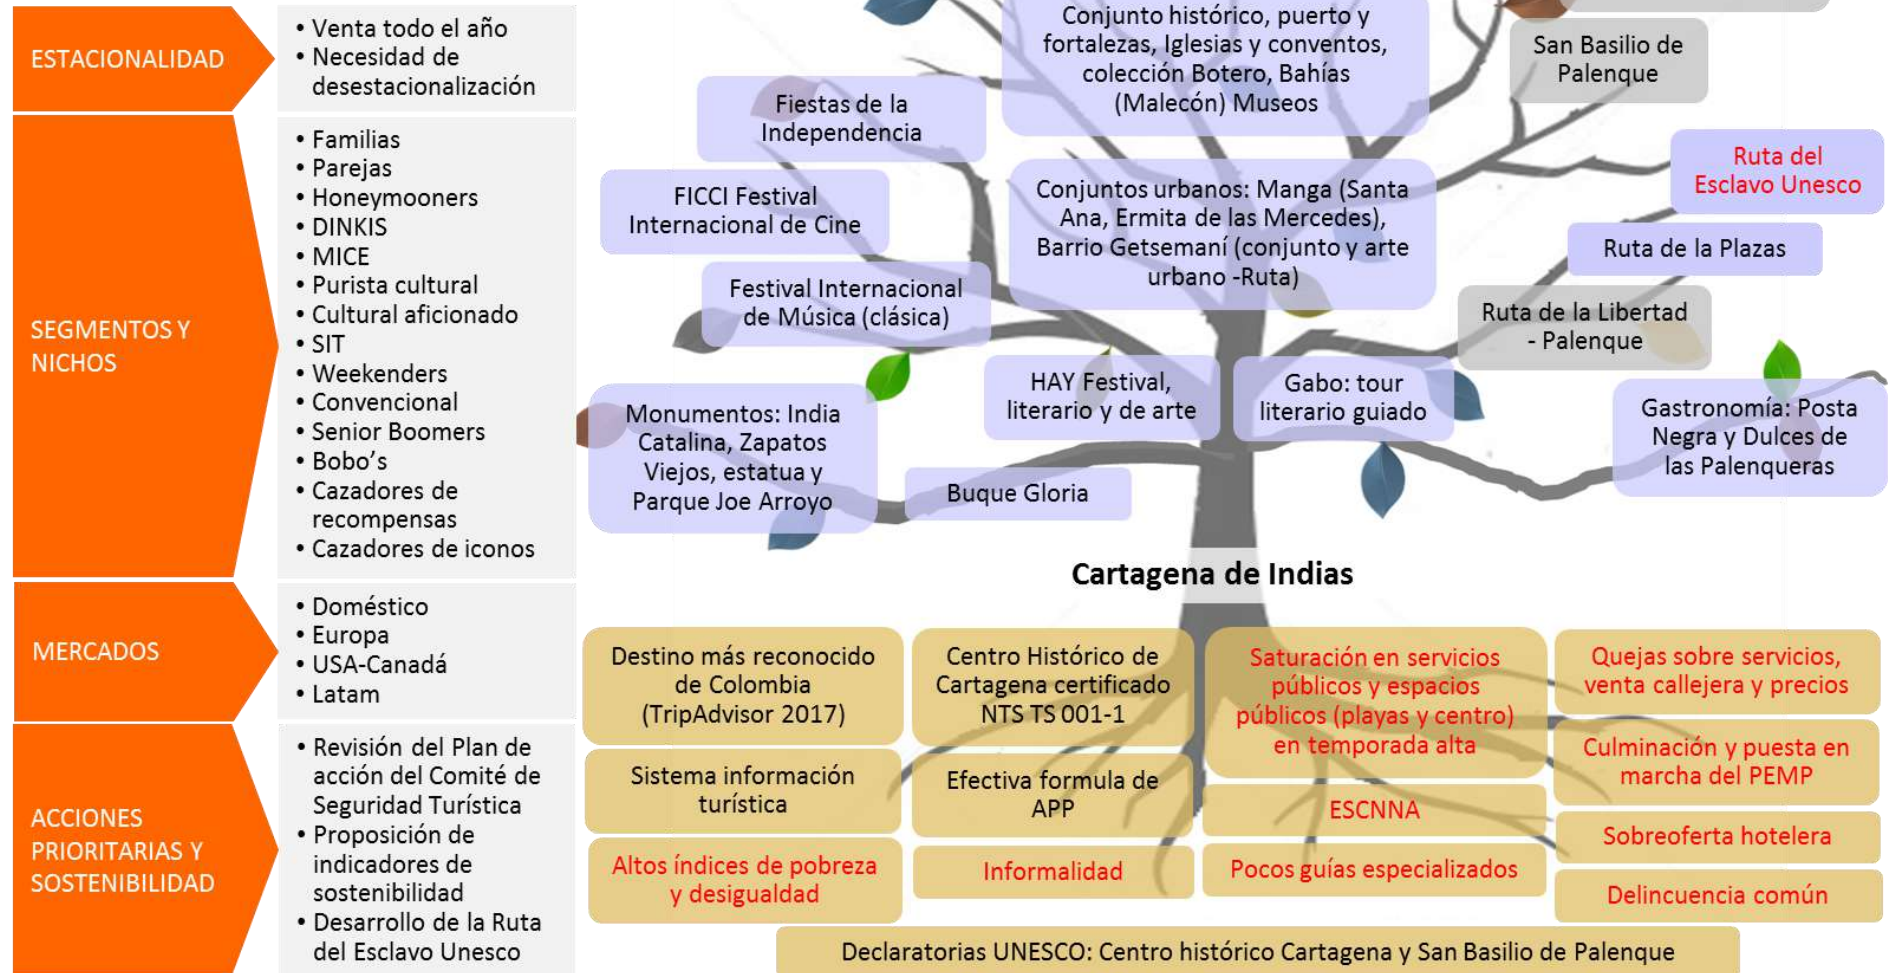 ESTACIONALIDAD
• Venta todo el año
• Necesidad de
desestacionalización
SEGMENTOS Y
NICHOS
• Familias
• Parejas
• Honeymooners
• DINKIS
• MICE
• Purista cultural
• Cultural aficionado
• SIT
• Weekenders
• Convencional
• Senior Boomers
• Bobo’s
• Cazadores de
recompensas
• Cazadores de iconos
MERCADOS
• Doméstico
• Europa
• USA-Canadá
• Latam
ACCIONES
PRIORITARIAS Y
SOSTENIBILIDAD
• Revisión del Plan de
acción del Comité de
Seguridad Turística
• Proposición de
indicadores de
sostenibilidad
• Desarrollo de la Ruta
del Esclavo Unesco
Conjunto histórico, puerto y
fortalezas, Iglesias y conventos,
colección Botero, Bahías
(Malecón) Museos
San Basilio de
Palenque
Fiestas de la
Independencia
Ruta del
Esclavo Unesco
FICCI Festival
Internacional de Cine
Conjuntos urbanos: Manga (Santa
Ana, Ermita de las Mercedes),
Barrio Getsemaní (conjunto y arte
urbano -Ruta)
Ruta de la Plazas
Festival Internacional
de Música (clásica)
Ruta de la Libertad
- Palenque
HAY Festival,
literario y de arte
Gabo: tour
literario guiado
Monumentos: India
Catalina, Zapatos
Viejos, estatua y
Parque Joe Arroyo
Gastronomía: Posta
Negra y Dulces de
las Palenqueras
Buque Gloria
Cartagena de Indias
Destino más reconocido
de Colombia
(TripAdvisor 2017)
Centro Histórico de
Cartagena certificado
NTS TS 001-1
Saturación en servicios
públicos y espacios
públicos (playas y centro)
en temporada alta
Quejas sobre servicios,
venta callejera y precios
Sistema información
turística
Efectiva formula de
APP
ESCNNA
Culminación y puesta en
marcha del PEMP
Altos índices de pobreza
y desigualdad
Informalidad
Pocos guías especializados
Sobreoferta hotelera
Delincuencia común
Declaratorias UNESCO: Centro histórico Cartagena y San Basilio de Palenque